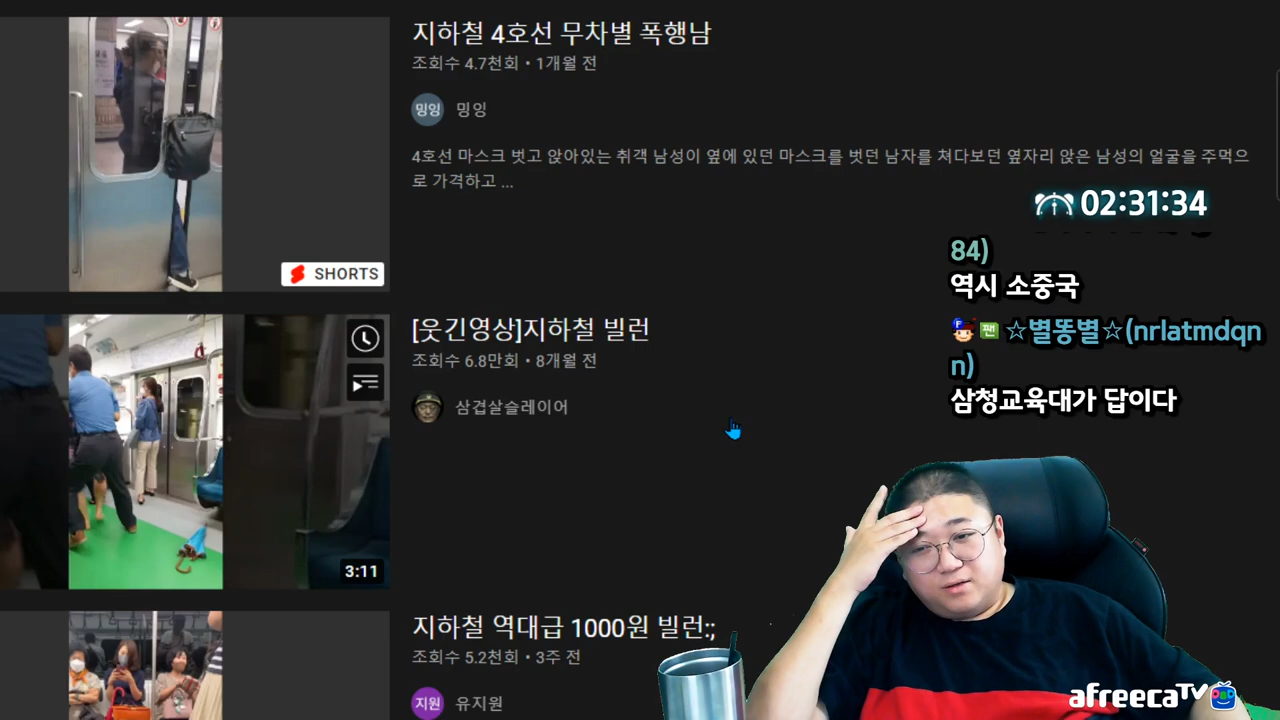 지하철 4호선 무차별 폭행남
조회수 4.7천회 • 1개월 전
밍잉 밍잉
4호선 마스크 벗고 앉아있는 취객 남성이 옆에 있던 마스크를 벗던 남자를 쳐다보던 옆자리 앉은 남성의 얼굴을 주먹으
로 가격하고 ...
SHORTS
02:31:34
84)
역시 소중국
팬 ☆별똥별☆(nrlatmdqn
n)
삼청교육대가 답이다
[웃긴영상]지하철 빌런
조회수 6.8만회 • 8개월 전
삼겹살슬레이어
3:11
지하철 역대급 1000원 빌런:;
조회수 5.2천회 • 3주 전
지원 유지원
afreecaTV